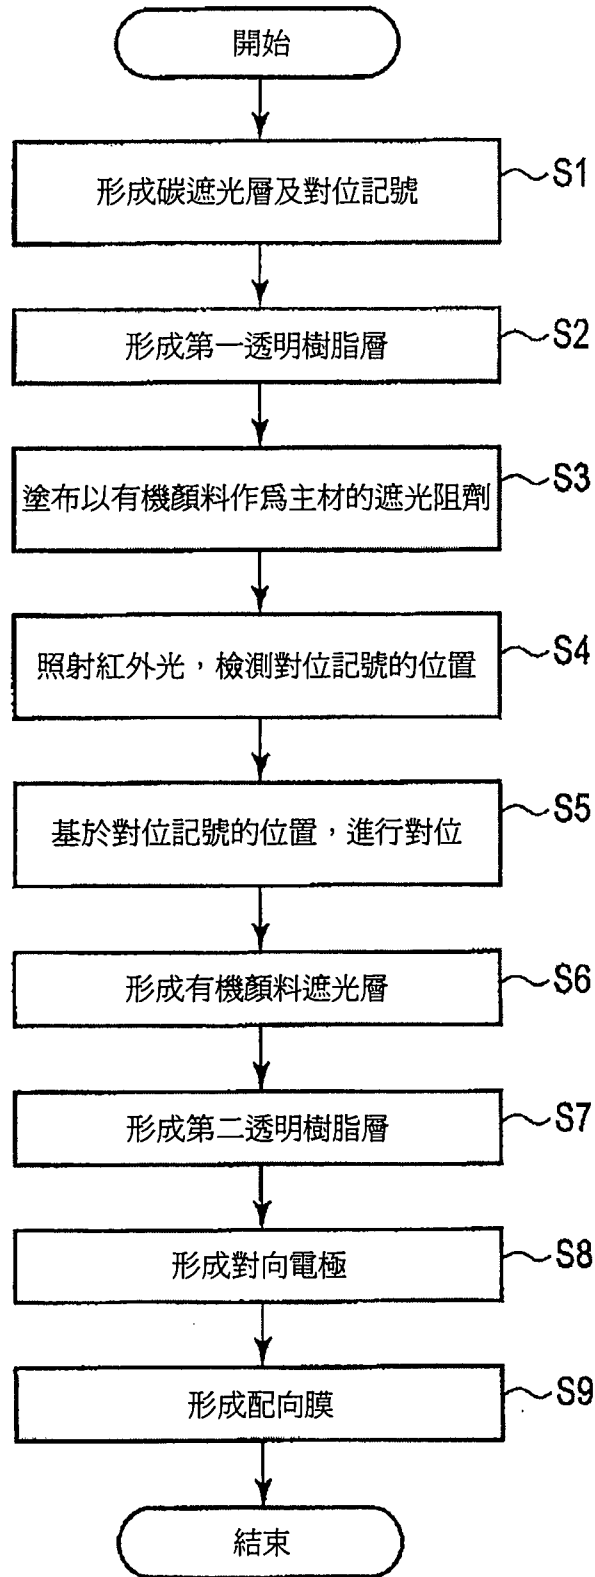 開始
形成碳遮光層及對位記號
S1
形成第一透明樹脂層
S2
塗布以有機顏料作爲主材的遮光阻劑
S3
照射紅外光，檢測對位記號的位置
S4
基於對位記號的位置，進行對位
S5
形成有機顏料遮光層
S6
形成第二透明樹脂層
S7
形成對向電極
S8
形成配向膜
S9
結束